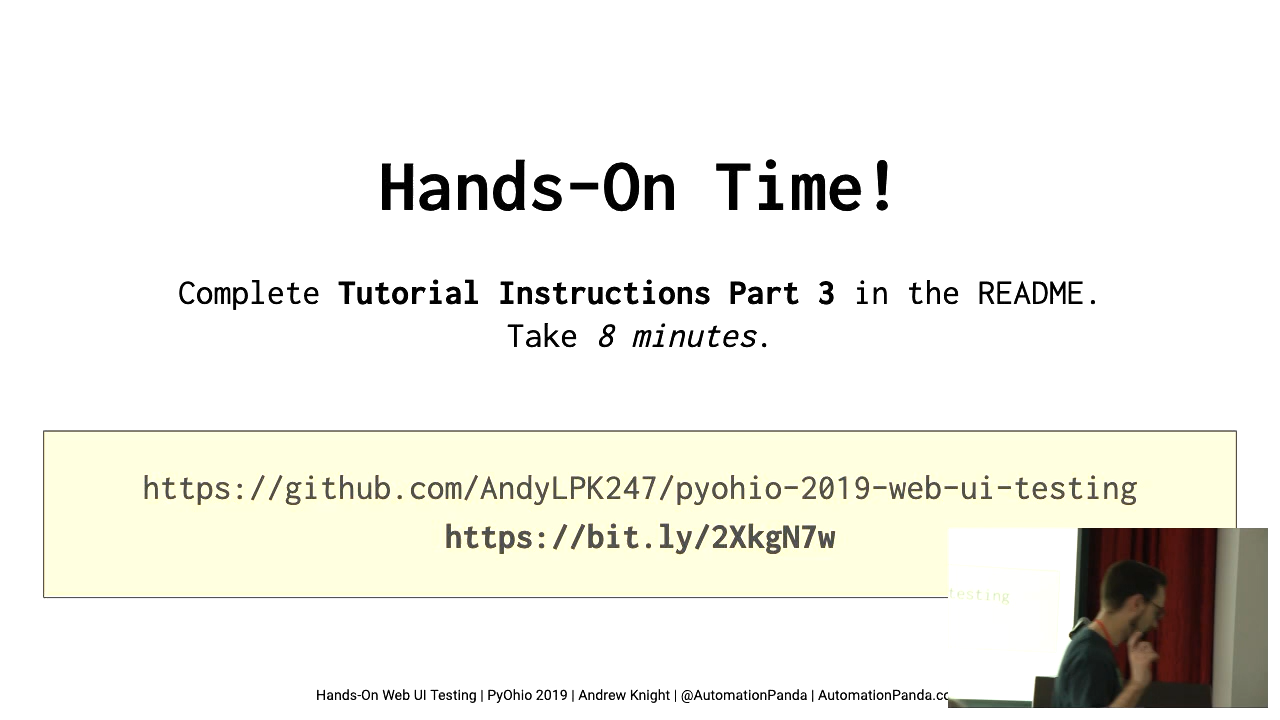 Hands-On Time!
Complete Tutorial Instructions Part 3 in the README.
Take 8 minutes.
https://github.com/AndyLPK247/pyohio-2019-web-ui-testing
https://bit.ly/2XkgN7w
testing
Hands-On Web UI Testing | PyOhio 2019 | Andrew Knight | @AutomationPanda | AutomationPanda.co